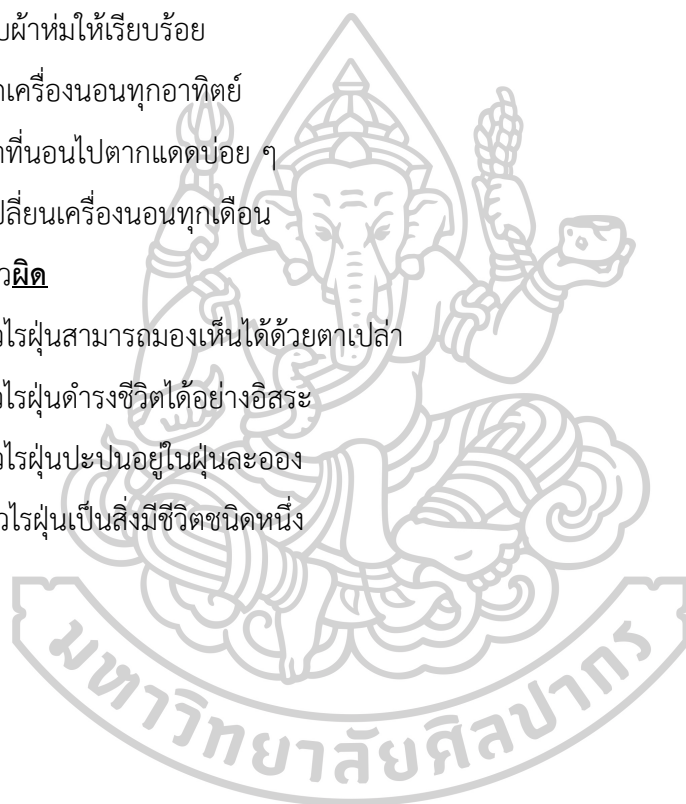 บผ้าห่มให้เรียบร้อย
เครื่องนอนทุกอาทิตย์
ที่นอนไปตากแดดบ่อย ๆ
ปลี่ยนเครื่องนอนทุกเดือน
ว่าผิด
ไรฝุ่นสามารถมองเห็นได้ด้วยตาเปล่า
ไรฝุ่นดำรงชีวิตได้อย่างอิสระ
ไรฝุ่นปะปนอยู่ในฝุ่นละออง
วไรฝุ่นเป็นสิ่งมีชีวิตชนิดหนึ่ง
มหาวิทยาลัยศิลปากร